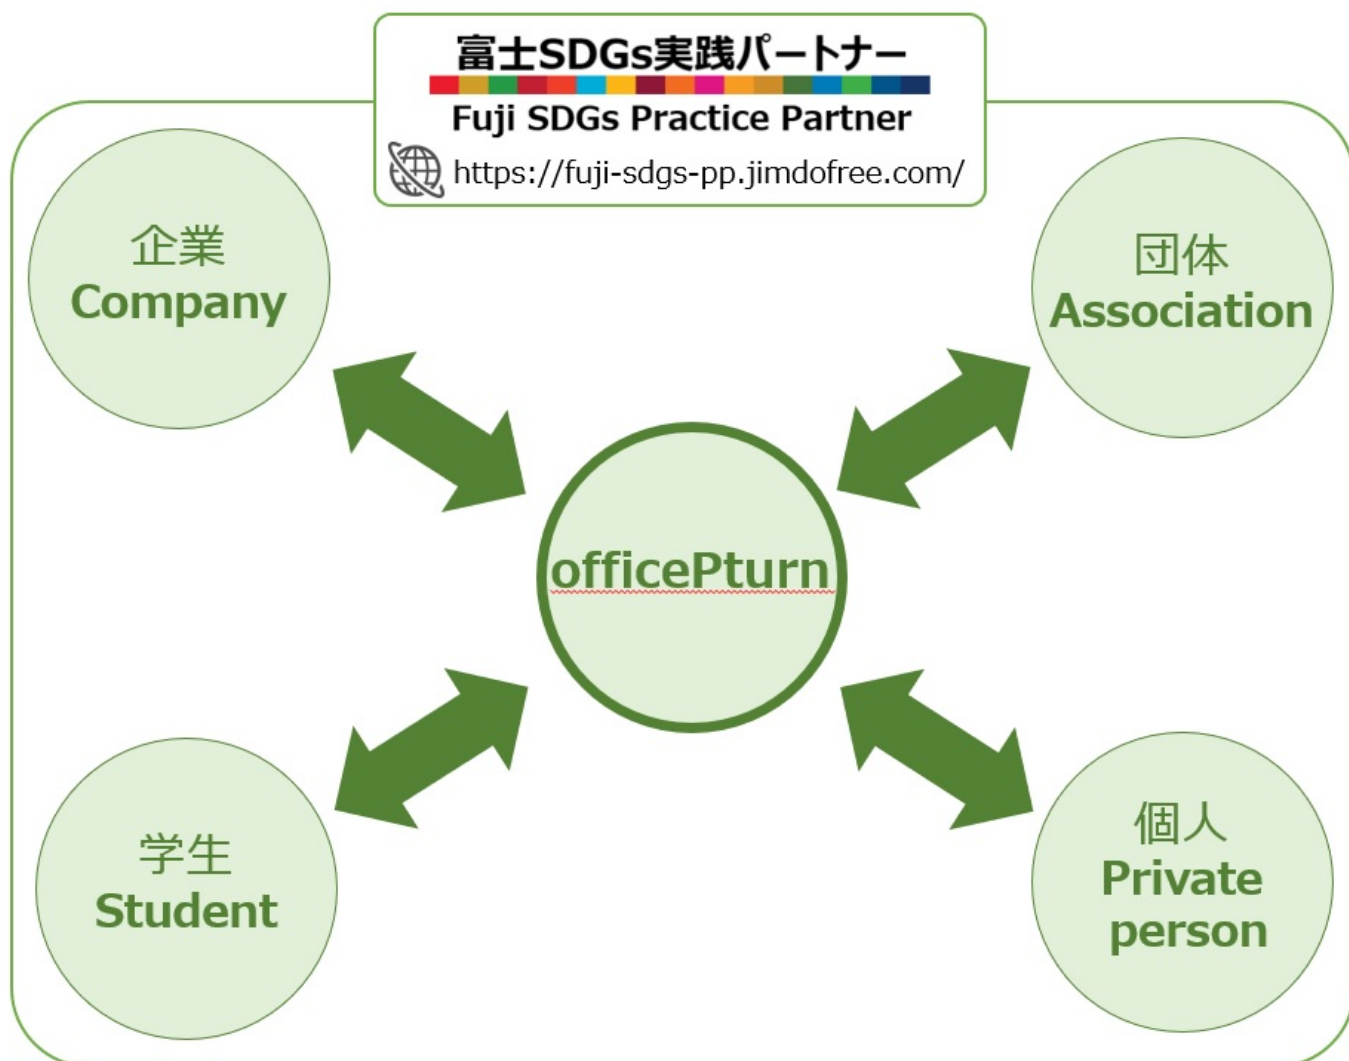 富士SDGs実践パートナー
Fuji SDGs Practice Partner
https://fuji-sdgs-pp.jimdofree.com/
企業
Company
団体
Association
officePturn
学生
Student
個人
Private
person